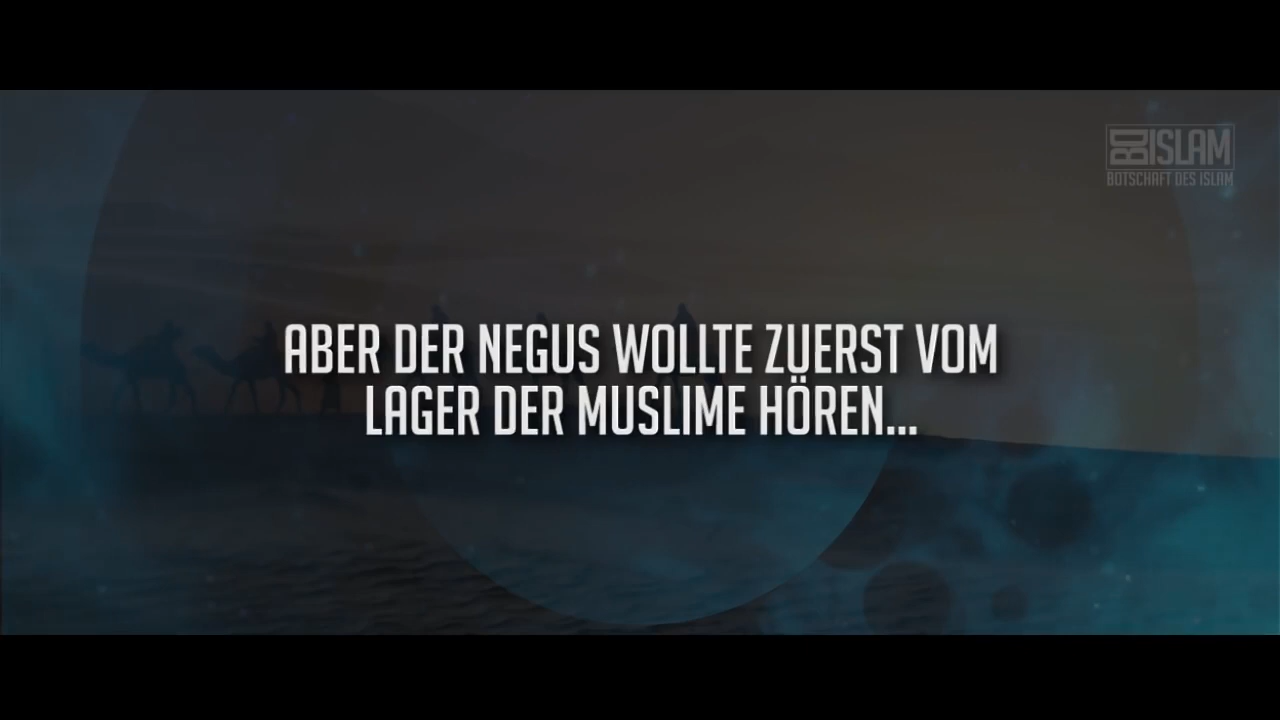 BDISLAM
BOTSCHAFT DES ISLAM
ABER DER NEGUS WOLLTE ZUERST VOM
LAGER DER MUSLIME HÖREN...